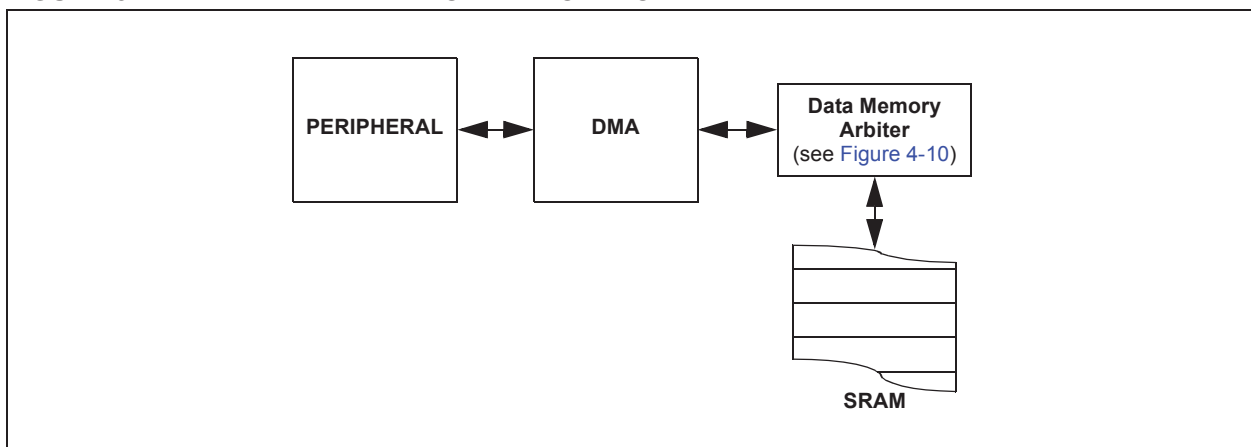 PERIPHERAL
DMA
Data Memory
Arbiter
(see Figure 4-10)
SRAM